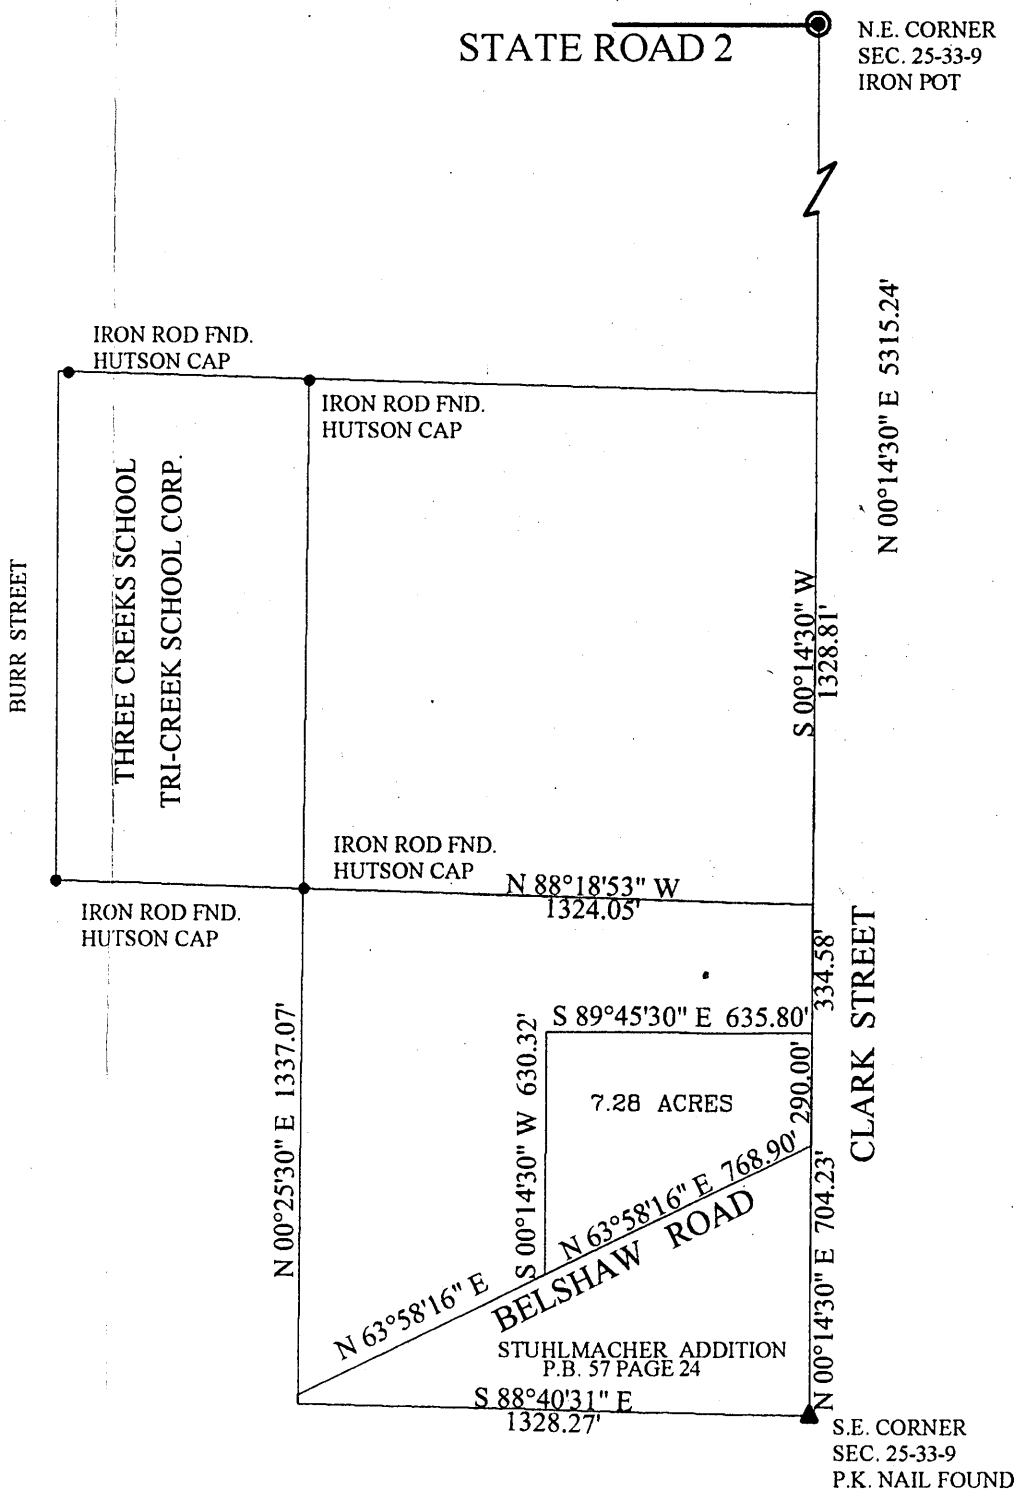 STATE ROAD 2
N.E. CORNER
SEC. 25-33-9
IRON POT
N 00°14'30" E 5315.24'
IRON ROD FND.
HUTSON CAP
IRON ROD FND.
HUTSON CAP
BURR STREET
THREE CREEKS SCHOOL
TRI-CREEK SCHOOL CORP.
S 00°14'30" W
1328.81'
IRON ROD FND.
HUTSON CAP
N 88°18'53" W
1324.05'
IRON ROD FND.
HUTSON CAP
334.58'
CLARK STREET
S 89°45'30" E 635.80'
N 00°25'30" E 1337.07'
S 00°14'30" W 630.32'
7.28 ACRES
290.00'
N 63°58'16" E 768.90'
N 63°58'16" E
BELSHAW ROAD
N 00°14'30" E 704.23'
STUHLMACHER ADDITION
P.B. 57 PAGE 24
S 88°40'31" E
1328.27'
S.E. CORNER
SEC. 25-33-9
P.K. NAIL FOUND